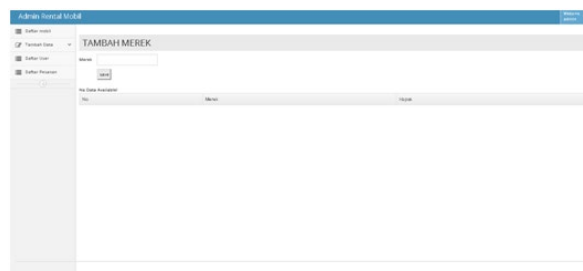 Admin Rental Mobil
Daftar mobil
Tambah Data
Daftar User
Daftar Pesanan
TAMBAH MEREK
Merek
save
No Data Available!
No
Merek
Hapus